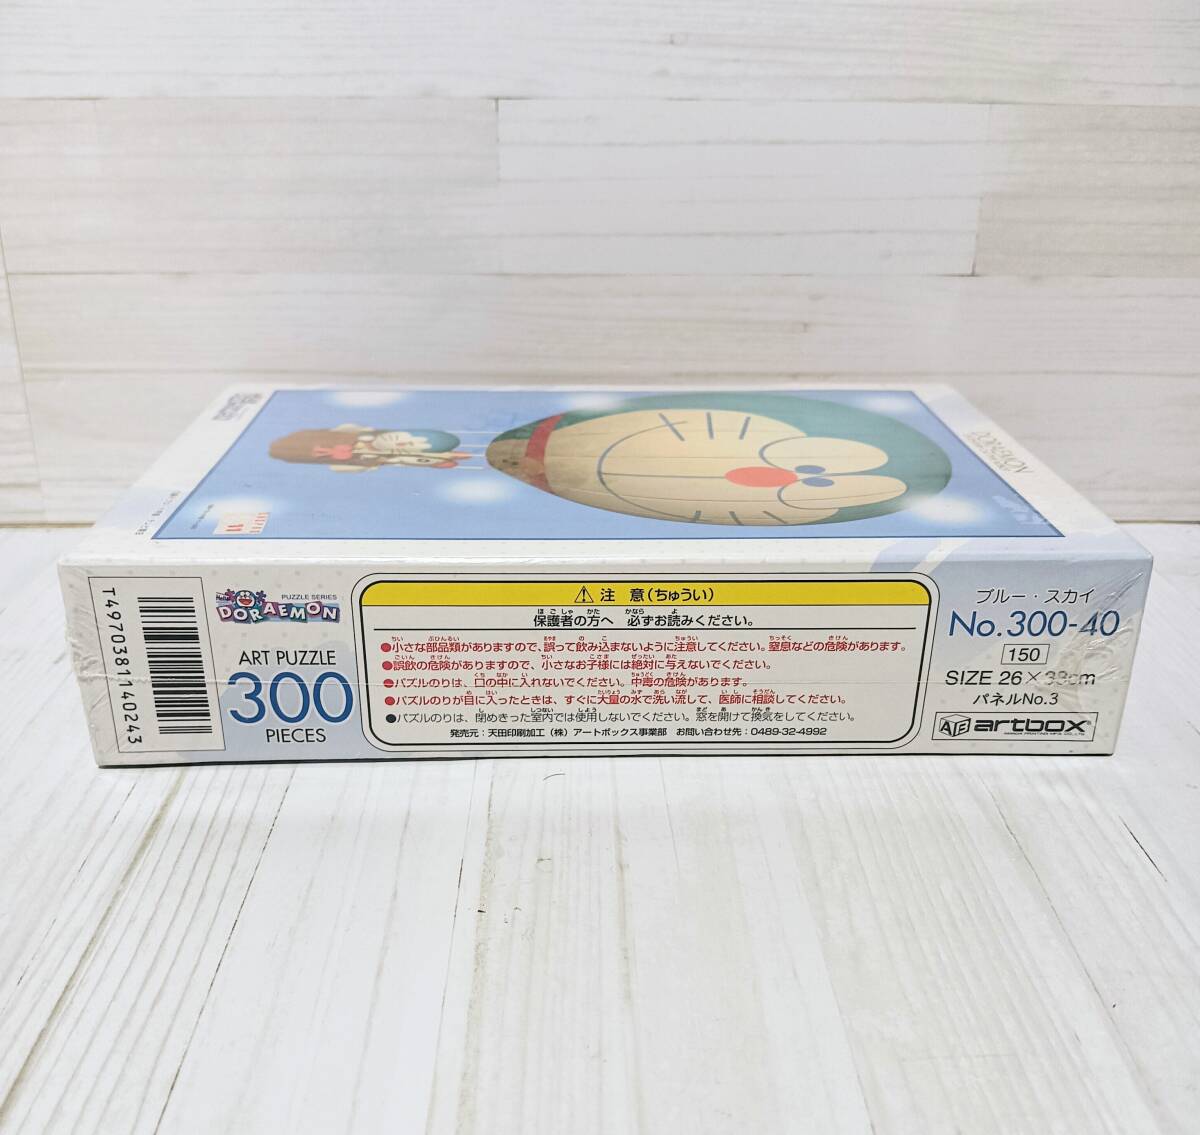 DORAEMON
T4970381140243
Hello!
DORAEMON
PUZZLE SERIES
ART PUZZLE
300
PIECES
⚠ 注 意(ちゅうい)
保護者の方へ 必ずお読みください。
●小さな部品類がありますので、誤って飲み込まないように注意してください。窒息などの危険があります。
●誤飲の危険がありますので、小さなお子様には絶対に与えないでください。
●パズルのりは、口の中に入れないでください。中毒の危険があります。
●パズルのりが目に入ったときは、すぐに大量の水で洗い流して、医師に相談してください。
●パズルのりは、閉めきった室内では使用しないでください。窓を開けて換気をしてください。
発売元:天田印刷加工(株)アートボックス事業部 お問い合わせ先:0489-32-4992
ブルー・スカイ
No.300-40
150
SIZE 26×38cm
パネルNo.3
artbox